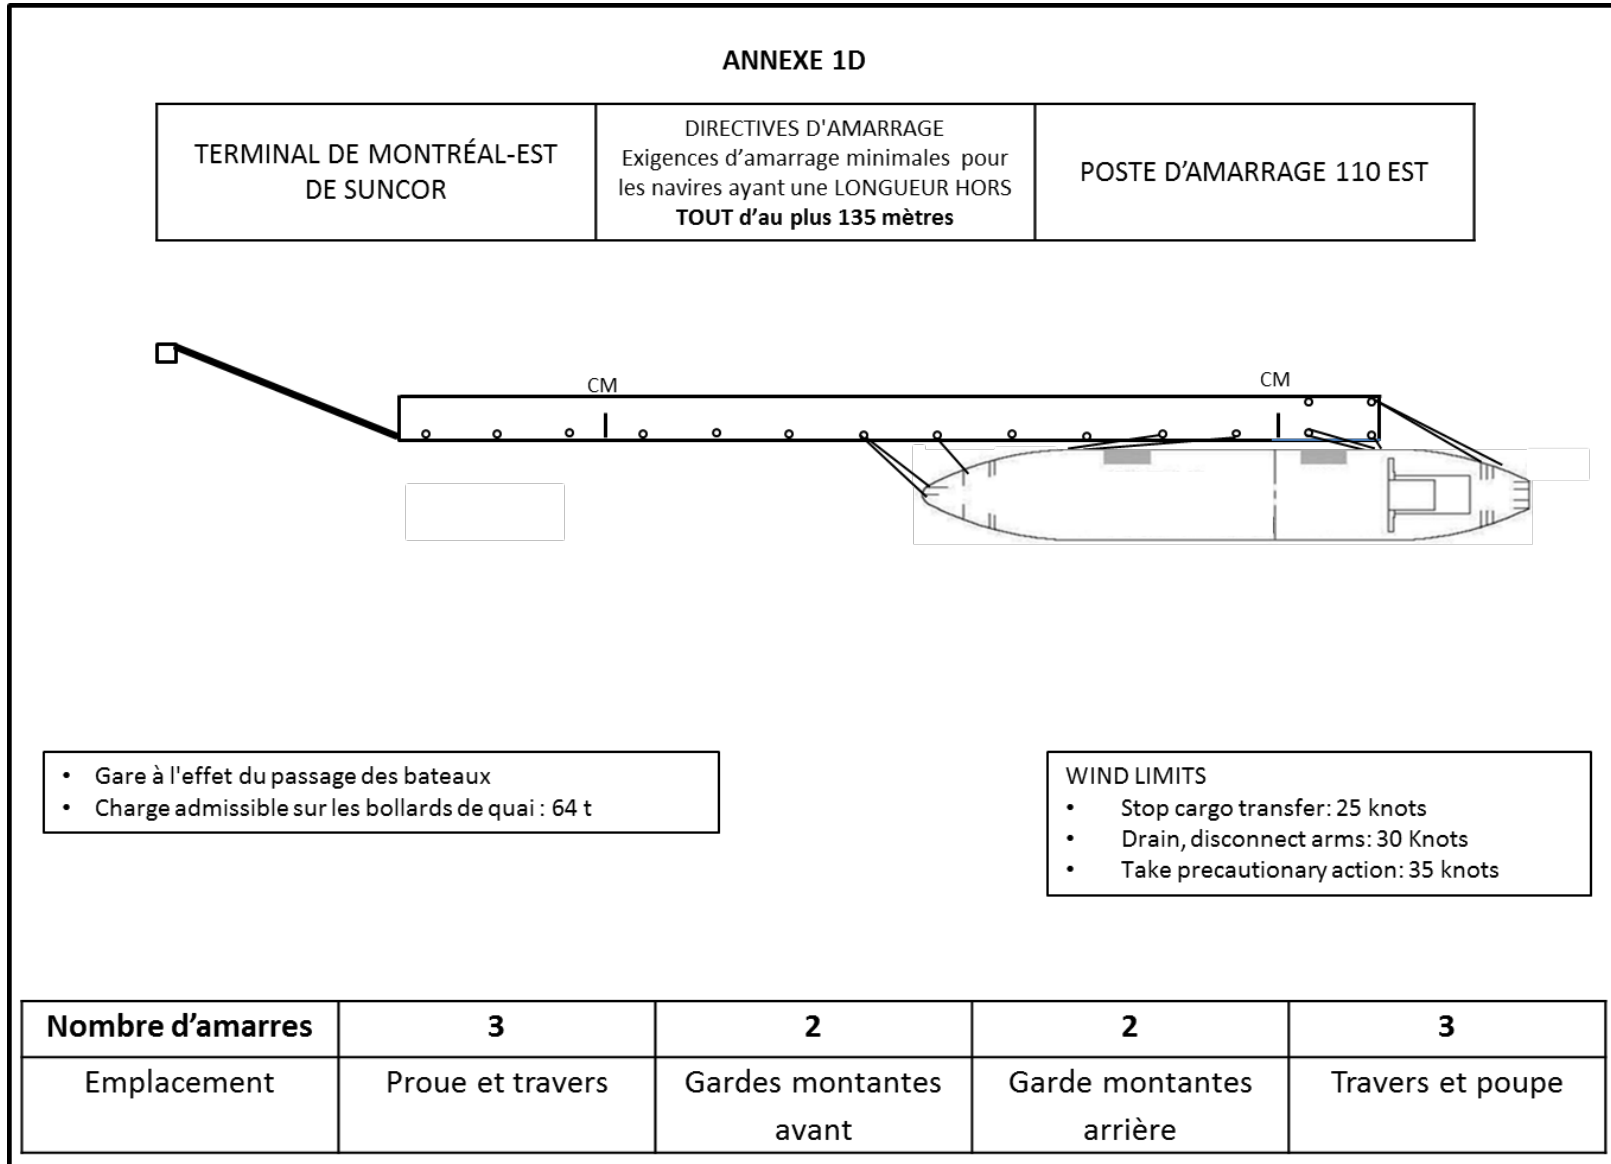 ANNEXE 1D
TERMINAL DE MONTRÉAL-EST
DE SUNCOR
DIRECTIVES D'AMARRAGE
Exigences d’amarrage minimales pour
les navires ayant une LONGUEUR HORS
TOUT d’au plus 135 mètres
POSTE D’AMARRAGE 110 EST
CM
CM
• Gare à l'effet du passage des bateaux
• Charge admissible sur les bollards de quai : 64 t
WIND LIMITS
• Stop cargo transfer: 25 knots
• Drain, disconnect arms: 30 Knots
• Take precautionary action: 35 knots
Nombre d’amarres 3 2 2 3
Emplacement Proue et travers Gardes montantes avant Garde montantes arrière Travers et poupe